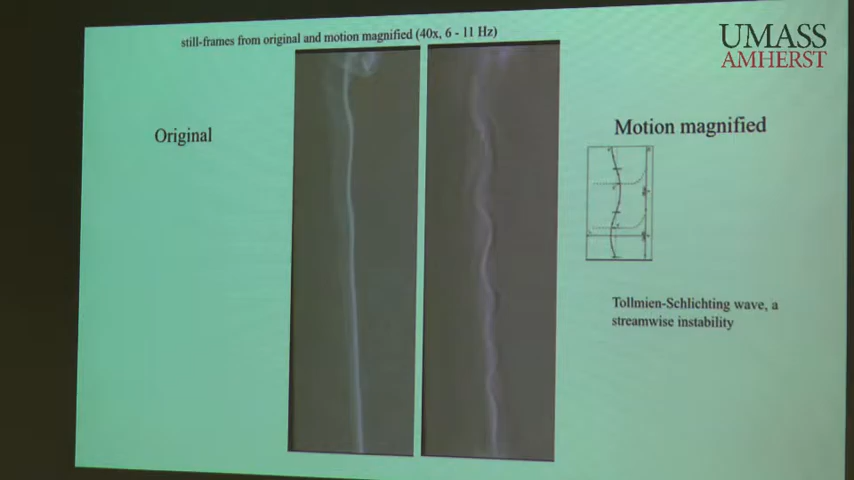 still-frames from original and motion magnified (40x, 6 - 11 Hz)
UMASS
AMHERST
Original
Motion magnified
Tollmien-Schlichting wave, a
streamwise instability